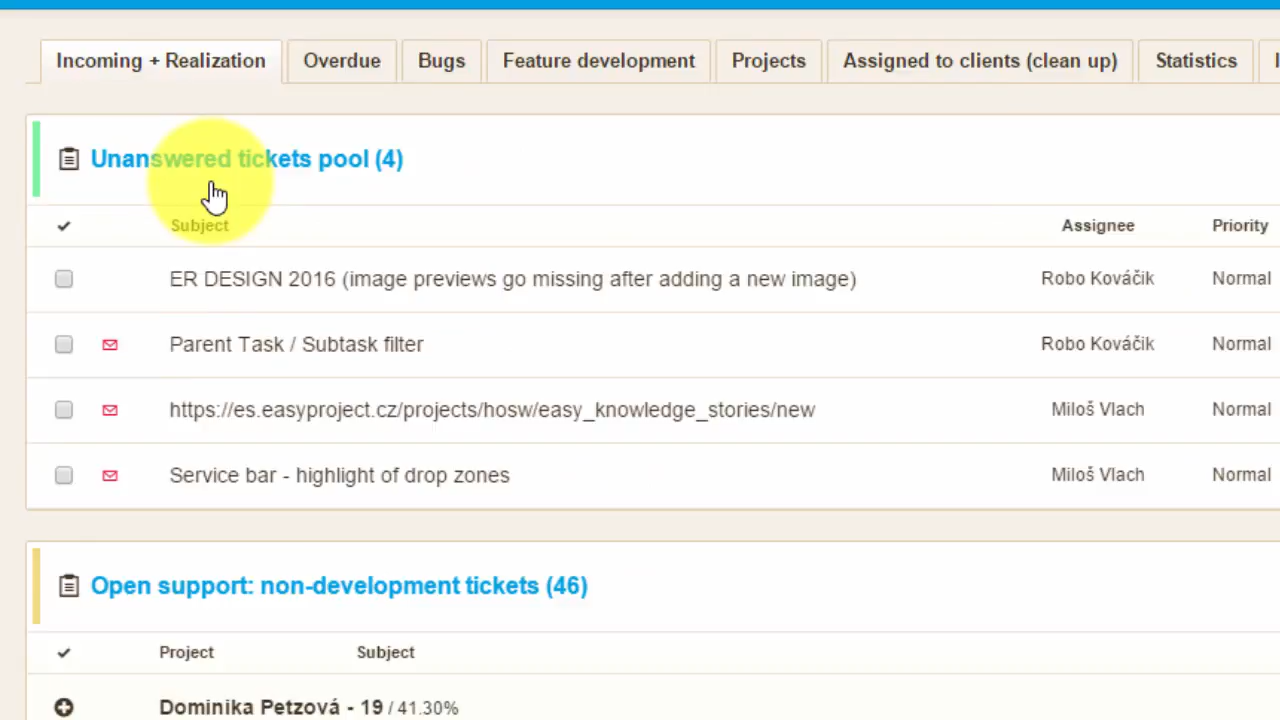 Incoming + Realization Overdue Bugs Feature development Projects Assigned to clients (clean up) Statistics
Unanswered tickets pool (4)
Subject Assignee Priority
ER DESIGN 2016 (image previews go missing after adding a new image) Robo Kováčik Normal
Parent Task / Subtask filter Robo Kováčik Normal
https://es.easyproject.cz/projects/hosw/easy_knowledge_stories/new Miloš Vlach Normal
Service bar - highlight of drop zones Miloš Vlach Normal
Open support: non-development tickets (46)
Project Subject
Dominika Petzová - 19 / 41.30%